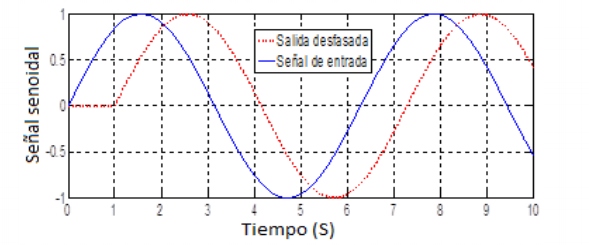 Señal senoidal
1
0.5
0
-0.5
-1
Salida desfasada
Señal de entrada
0 1 2 3 4 5 6 7 8 9 10
Tiempo (S)